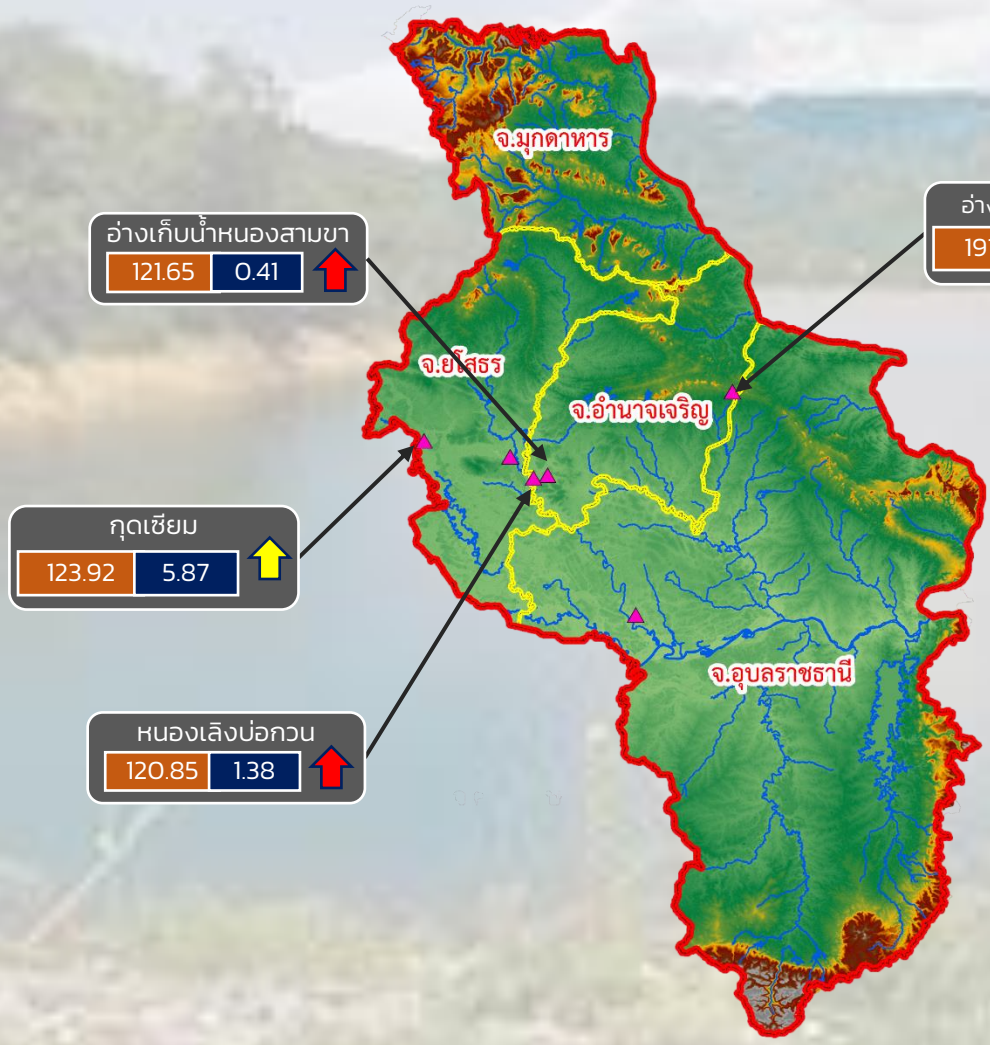 จ.มุกดาหาร
อ่างเก็บน้ำหนองสามขา
121.65 0.41
จ.ยโสธร
จ.อำนาจเจริญ
กุดเซียม
123.92 5.87
จ.อุบลราชธานี
หนองเลิงบ่อกวน
120.85 1.38